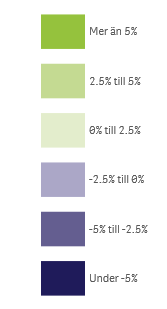 Mer än 5%
2.5% till 5%
0% till 2.5%
-2.5% till 0%
-5% till -2.5%
Under -5%